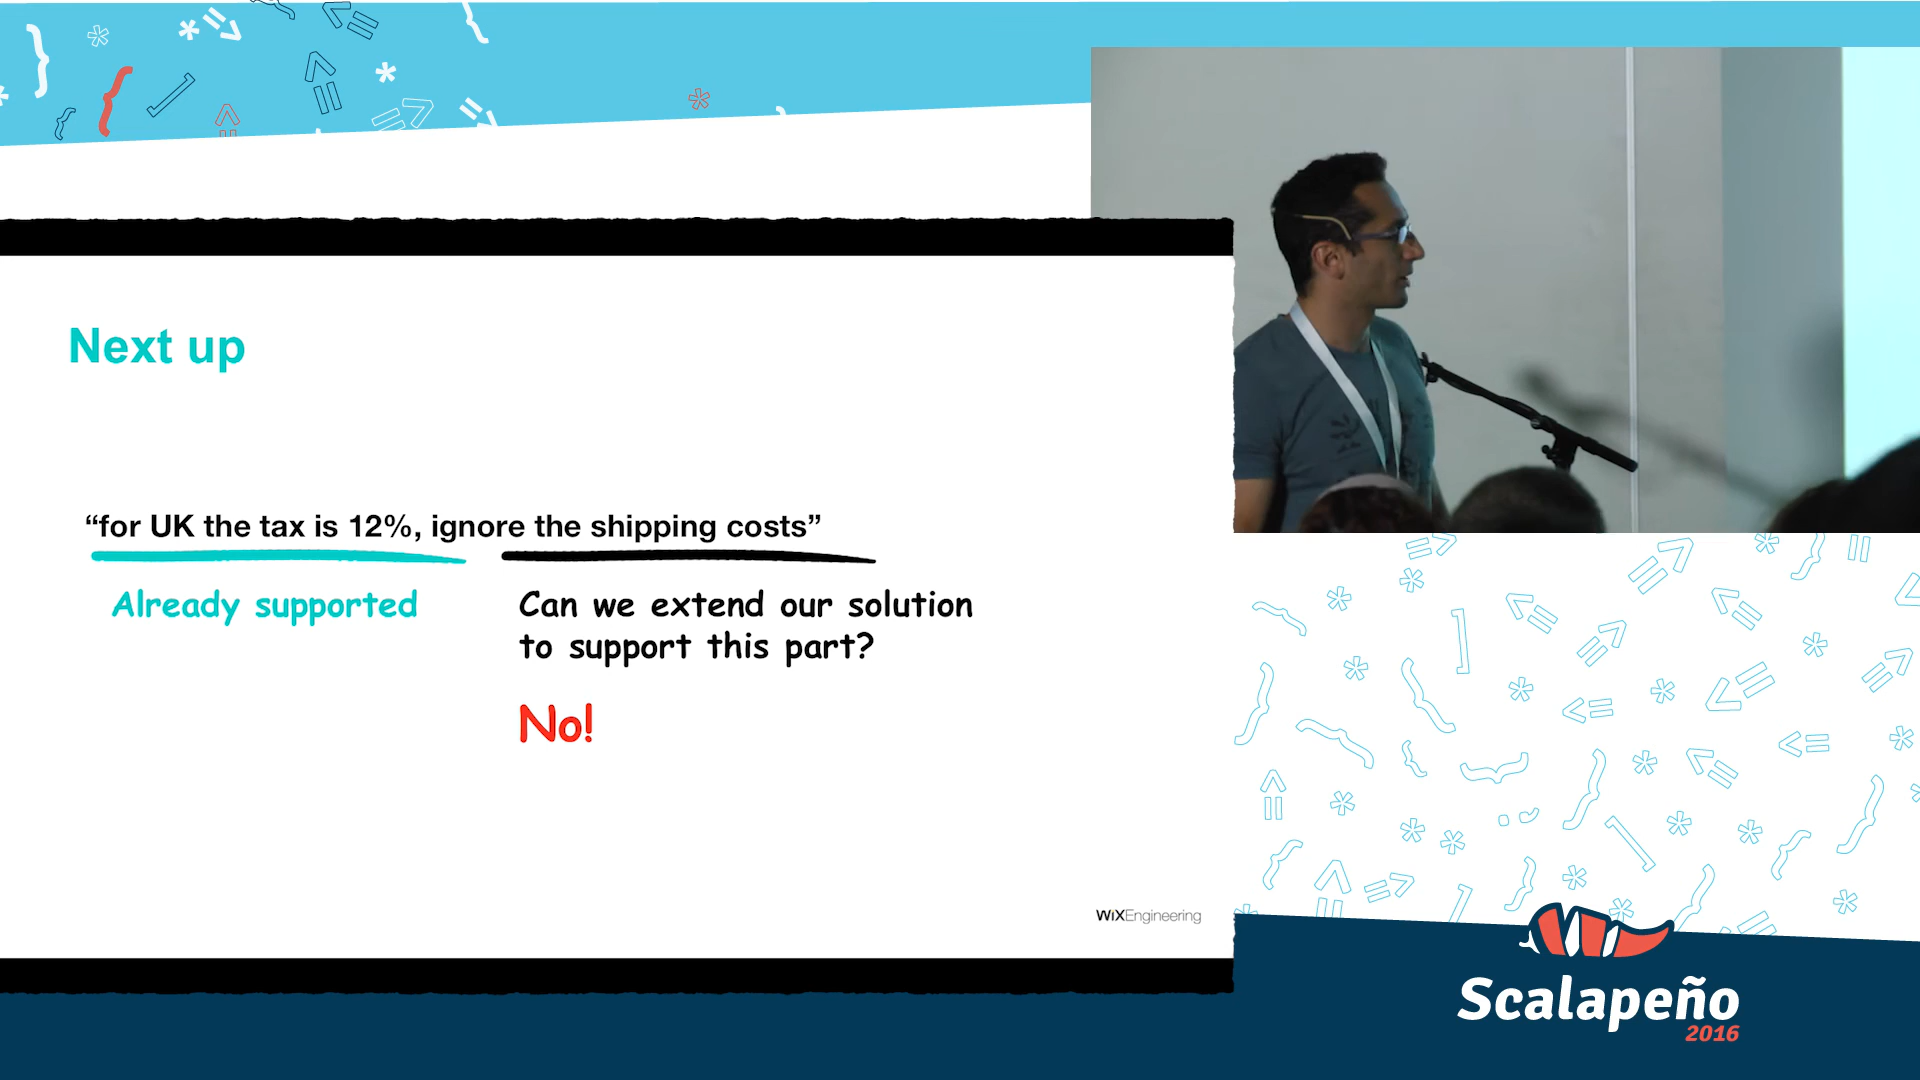 Next up
“for UK the tax is 12%, ignore the shipping costs”
Already supported
Can we extend our solution
to support this part?
No!
WiXEngineering
Scalapeño
2016